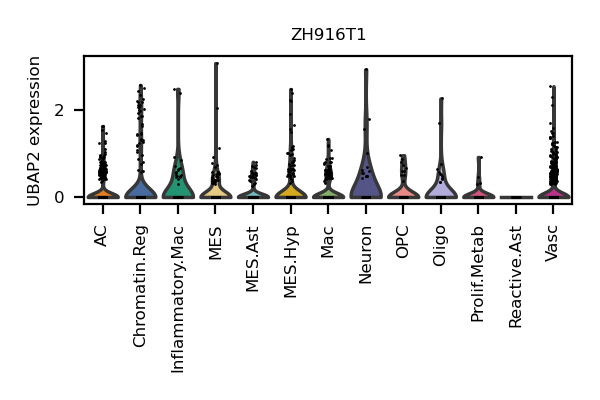 ZH916T1
UBAP2 expression
2
0
AC
Chromatin.Reg
Inflammatory.Mac
MES
MES.Ast
MES.Hyp
Mac
Neuron
OPC
Oligo
Prolif.Metab
Reactive.Ast
Vasc